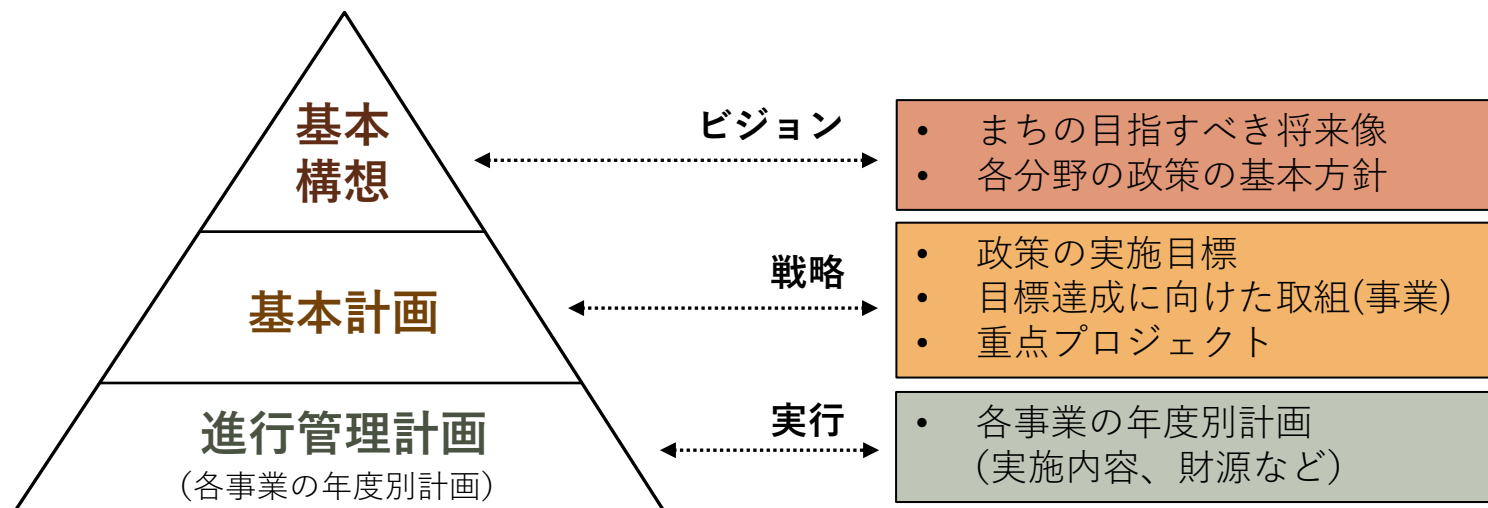 基本
構想
ビジョン
• まちの目指すべき将来像
• 各分野の政策の基本方針
基本計画
戦略
• 政策の実施目標
• 目標達成に向けた取組(事業)
• 重点プロジェクト
進行管理計画
(各事業の年度別計画)
実行
• 各事業の年度別計画
(実施内容、財源など)